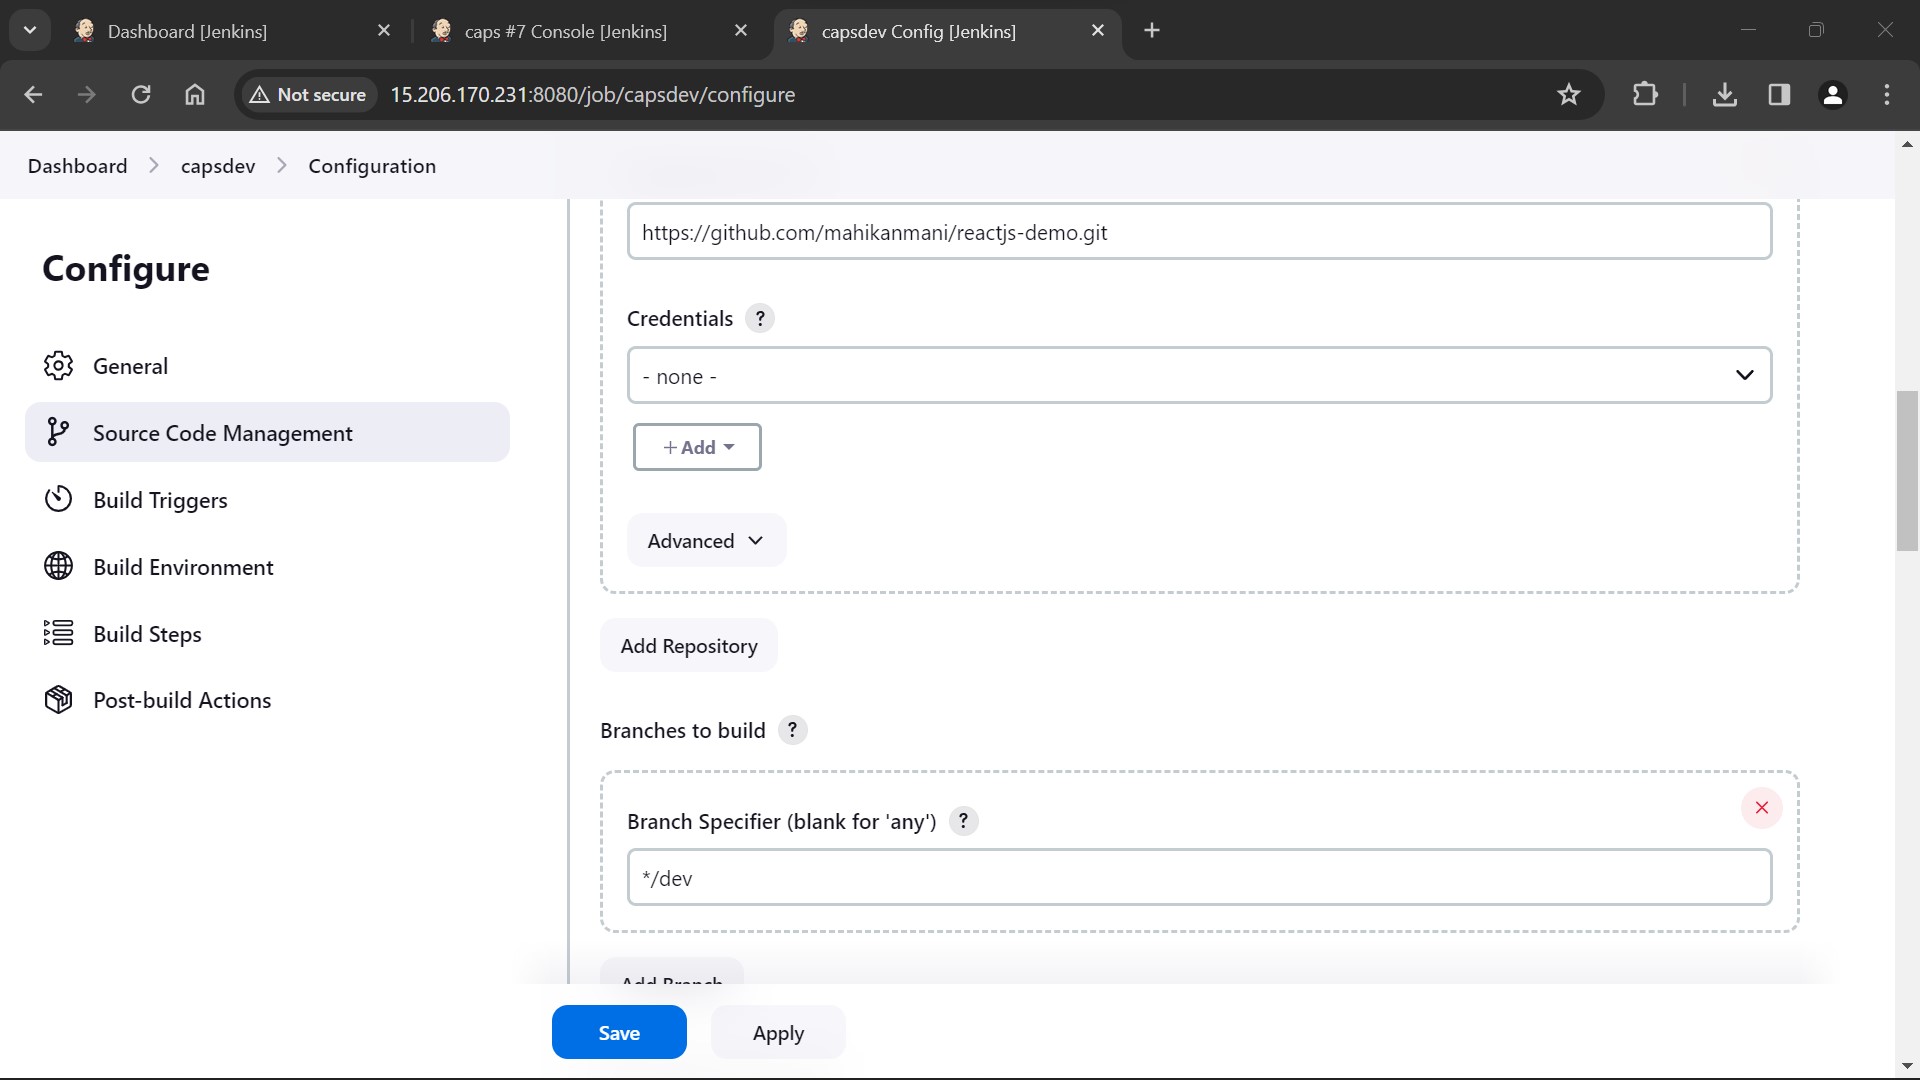 Dashboard [Jenkins]
caps #7 Console [Jenkins]
capsdev Config [Jenkins]
Not secure
15.206.170.231:8080/job/capsdev/configure
Dashboard
capsdev
Configuration
Configure
General
Source Code Management
Build Triggers
Build Environment
Build Steps
Post-build Actions
https://github.com/mahikanmani/reactjs-demo.git
Credentials ?
- none -
+ Add
Advanced
Add Repository
Branches to build ?
Branch Specifier (blank for 'any') ?
*/dev
Add Branch
Save
Apply